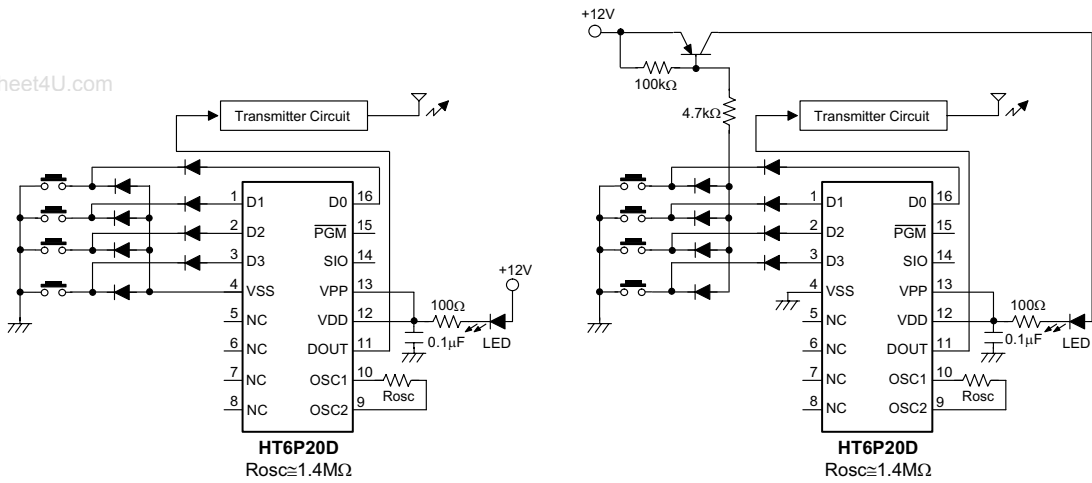 heet4U.com
Transmitter Circuit
1 D1 D0 16
2 D2 PGM 15
3 D3 SIO 14
4 VSS VPP 13
5 NC VDD 12
6 NC DOUT 11
7 NC OSC1 10
8 NC OSC2 9
+12V
100Ω
0.1μF LED
Rosc
HT6P20D
Rosc≅1.4MΩ
+12V
100kΩ
4.7kΩ
Transmitter Circuit
1 D1 D0 16
2 D2 PGM 15
3 D3 SIO 14
4 VSS VPP 13
5 NC VDD 12
6 NC DOUT 11
7 NC OSC1 10
8 NC OSC2 9
100Ω
0.1μF LED
Rosc
HT6P20D
Rosc≅1.4MΩ